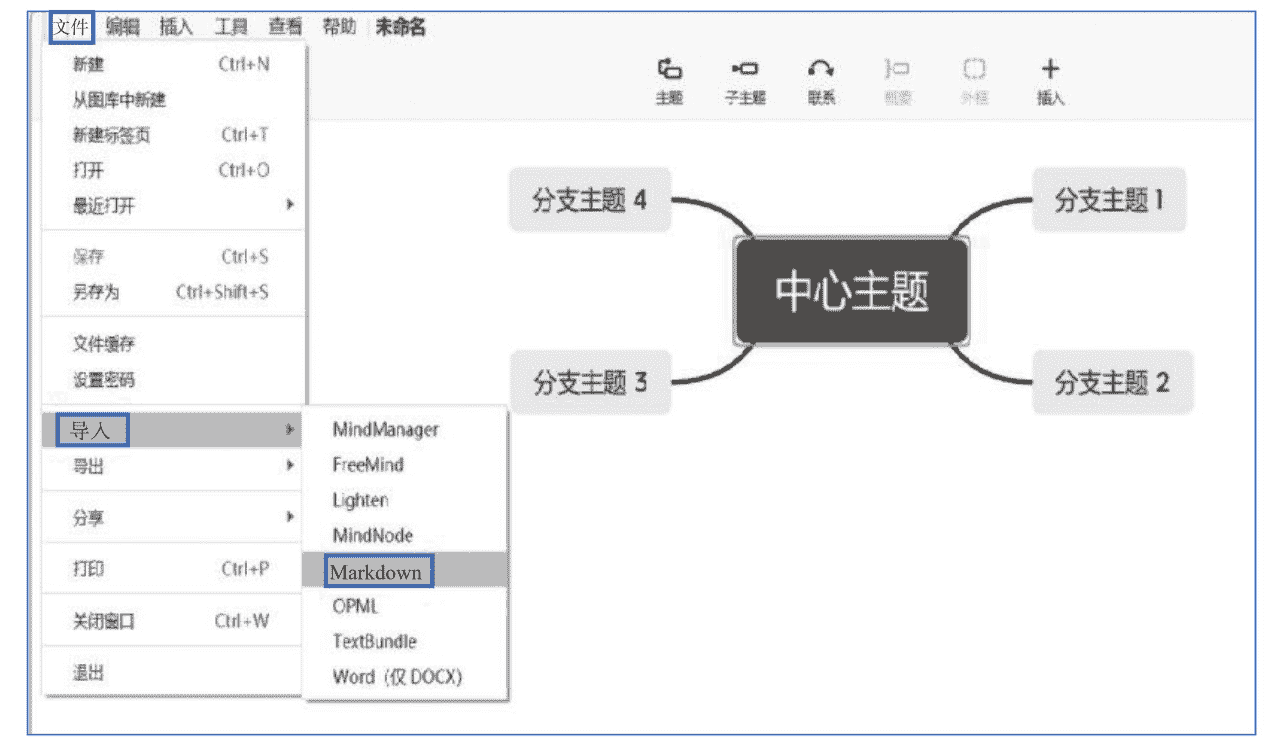 文件 编辑 插入 工具 查看 帮助 未命名
新建 Ctrl+N
从图库中新建
新建标签页 Ctrl+T
打开 Ctrl+O
最近打开
保存 Ctrl+S
另存为 Ctrl+Shift+S
文件缓存
设置密码
导入
导出
分享
打印 Ctrl+P
关闭窗口 Ctrl+W
退出
MindManager
FreeMind
Lighten
MindNode
Markdown
OPML
TextBundle
Word (仅 DOCX)
主题 子主题 联系 概要 外框 插入
分支主题 4
分支主题 1
中心主题
分支主题 3
分支主题 2